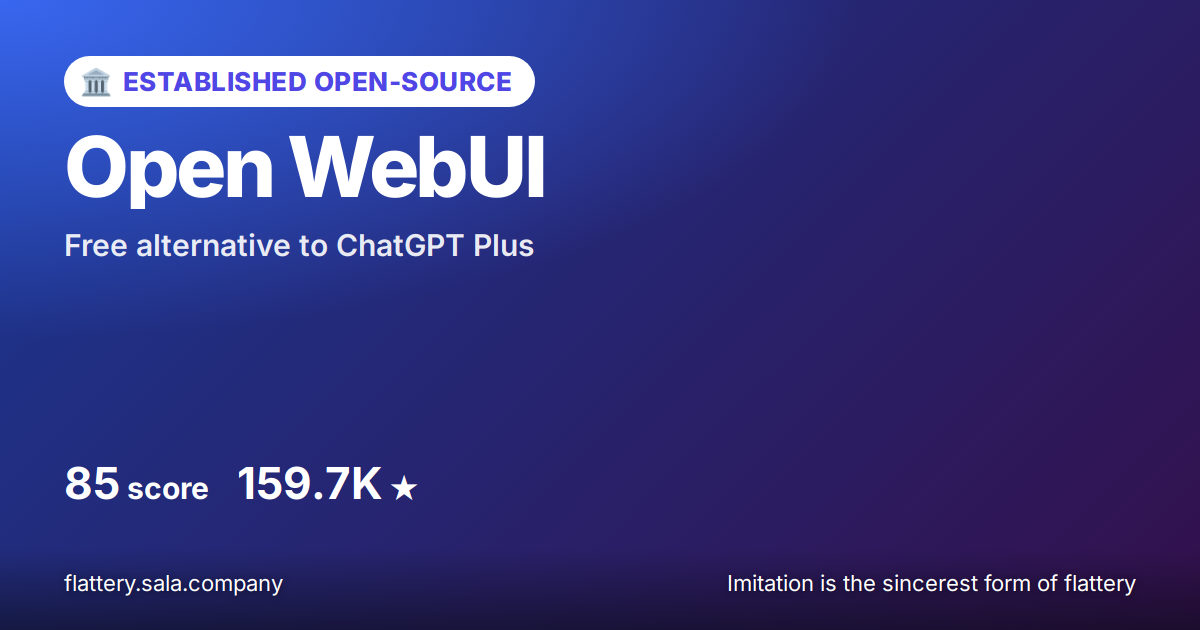 🏛️ ESTABLISHED OPEN-SOURCE
Open WebUI
Free alternative to ChatGPT Plus
85 score 159.7K ★
flattery.sala.company
Imitation is the sincerest form of flattery